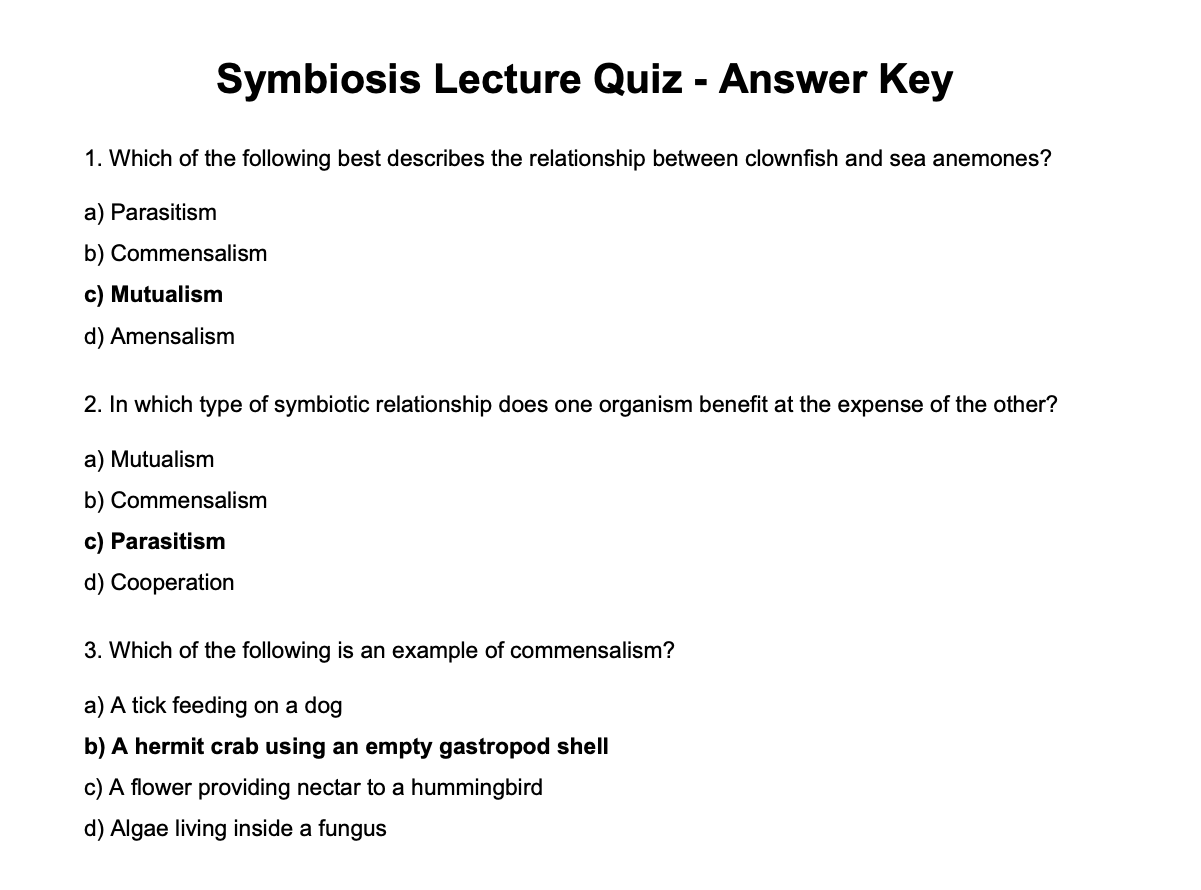 Symbiosis Lecture Quiz - Answer Key
1. Which of the following best describes the relationship between clownfish and sea anemones?
a) Parasitism
b) Commensalism
c) Mutualism
d) Amensalism
2. In which type of symbiotic relationship does one organism benefit at the expense of the other?
a) Mutualism
b) Commensalism
c) Parasitism
d) Cooperation
3. Which of the following is an example of commensalism?
a) A tick feeding on a dog
b) A hermit crab using an empty gastropod shell
c) A flower providing nectar to a hummingbird
d) Algae living inside a fungus